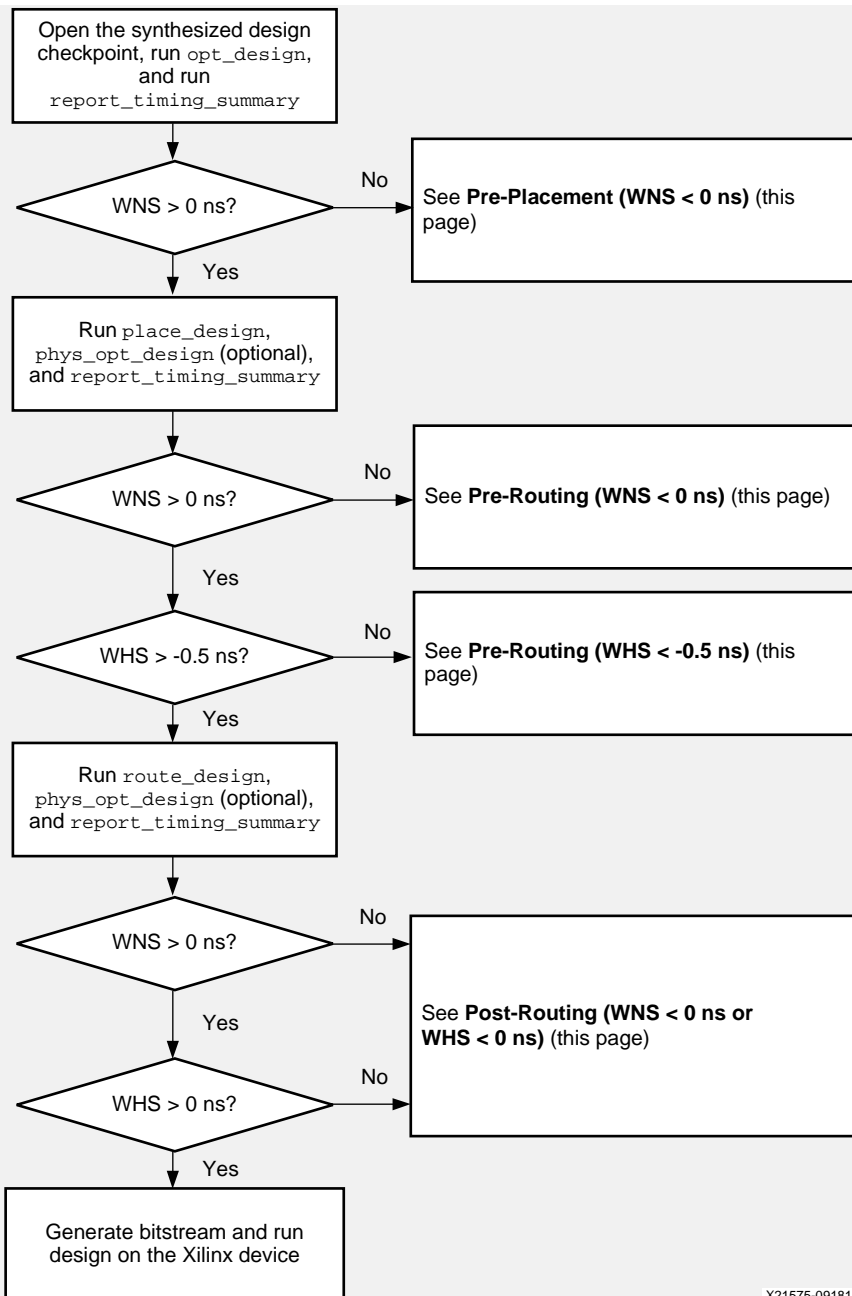 Open the synthesized design
checkpoint, run opt_design,
and run
report_timing_summary
WNS > 0 ns?
No
See Pre-Placement (WNS < 0 ns) (this
page)
Yes
Run place_design,
phys_opt_design (optional),
and report_timing_summary
WNS > 0 ns?
No
See Pre-Routing (WNS < 0 ns) (this page)
Yes
WHS > -0.5 ns?
No
See Pre-Routing (WHS < -0.5 ns) (this
page)
Yes
Run route_design,
phys_opt_design (optional),
and report_timing_summary
WNS > 0 ns?
No
See Post-Routing (WNS < 0 ns or
WHS < 0 ns) (this page)
Yes
WHS > 0 ns?
No
Yes
Generate bitstream and run
design on the Xilinx device